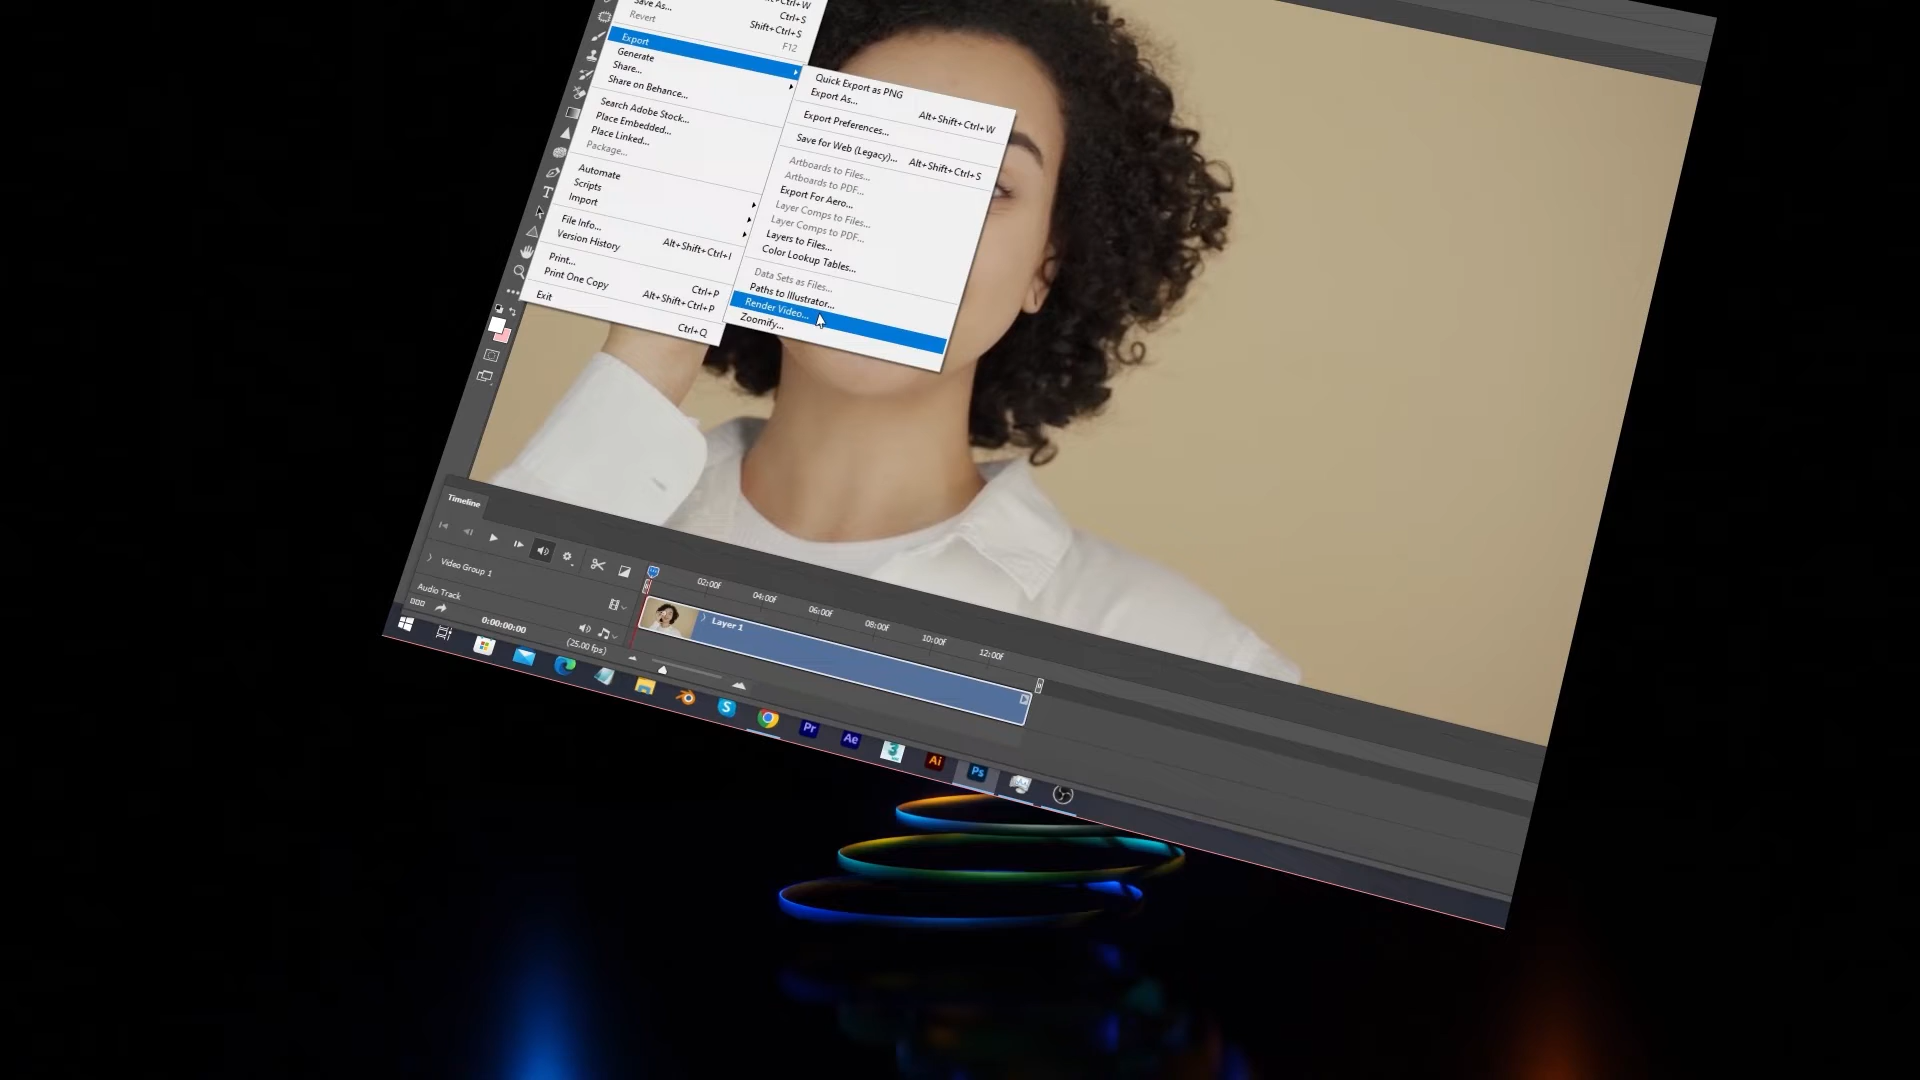 Save As...
Ctrl+S
Revert
Shift+Ctrl+S
F12
Export
Generate
Share...
Share on Behance...
Search Adobe Stock...
Place Embedded...
Place Linked...
Package...
Automate
Scripts
Import
File Info...
Alt+Shift+Ctrl+I
Version History
Print...
Ctrl+P
Print One Copy
Alt+Shift+Ctrl+P
Exit
Ctrl+Q
Quick Export as PNG
Export As...
Alt+Shift+Ctrl+W
Export Preferences...
Save for Web (Legacy)...
Alt+Shift+Ctrl+S
Artboards to Files...
Artboards to PDF...
Export For Aero...
Layer Comps to Files...
Layer Comps to PDF...
Layers to Files...
Color Lookup Tables...
Data Sets as Files...
Paths to Illustrator...
Render Video...
Zoomify...
Timeline
Video Group 1
Audio Track
0:00:00:00
(25.00 fps)
02:00f
04:00f
06:00f
08:00f
10:00f
12:00f
Layer 1
S
Pr
Ae
3
Ai
Ps